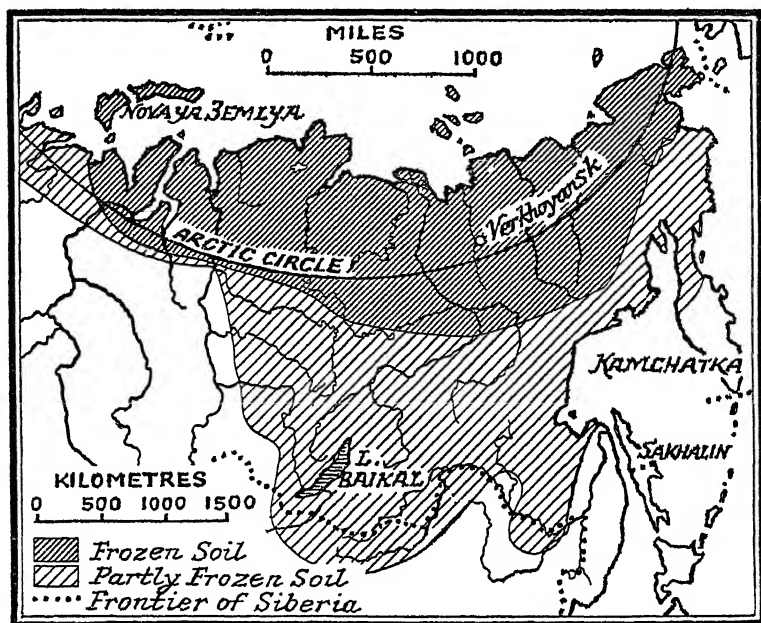 MILES
0 500 1000
NOVAYA ZEMLYA
Verkhoyansk
ARCTIC CIRCLE
KAMCHATKA
SAKHALIN
L.
BAIKAL
KILOMETRES
0 500 1000 1500
Frozen Soil
Partly Frozen Soil
Frontier of Siberia